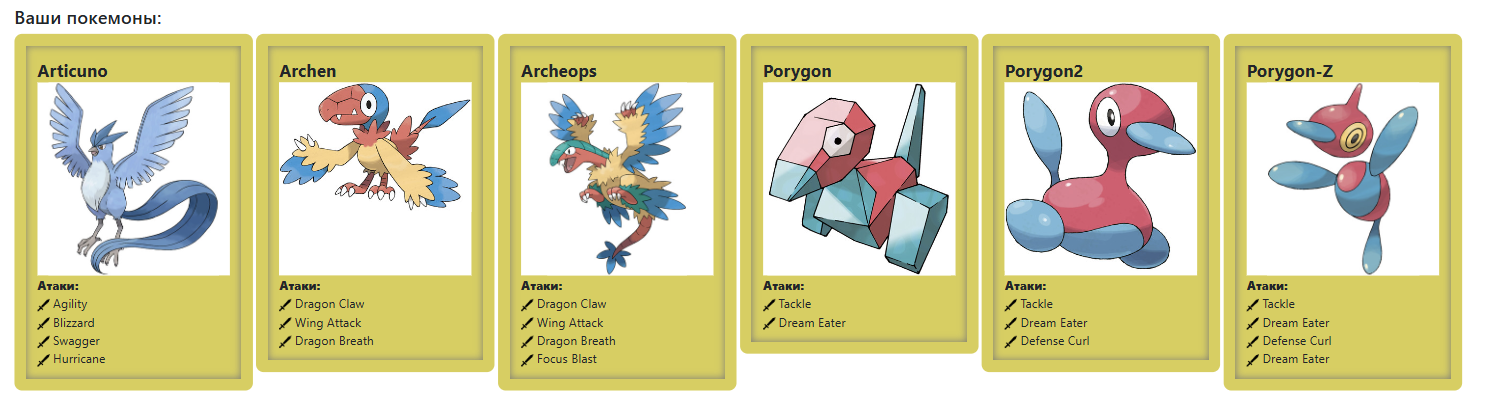 Ваши покемоны:
Articuno
Атаки:
Agility
Blizzard
Swagger
Hurricane
Archen
Атаки:
Dragon Claw
Wing Attack
Dragon Breath
Archeops
Атаки:
Dragon Claw
Wing Attack
Dragon Breath
Focus Blast
Porygon
Атаки:
Tackle
Dream Eater
Porygon2
Атаки:
Tackle
Dream Eater
Defense Curl
Porygon-Z
Атаки:
Tackle
Dream Eater
Defense Curl
Dream Eater